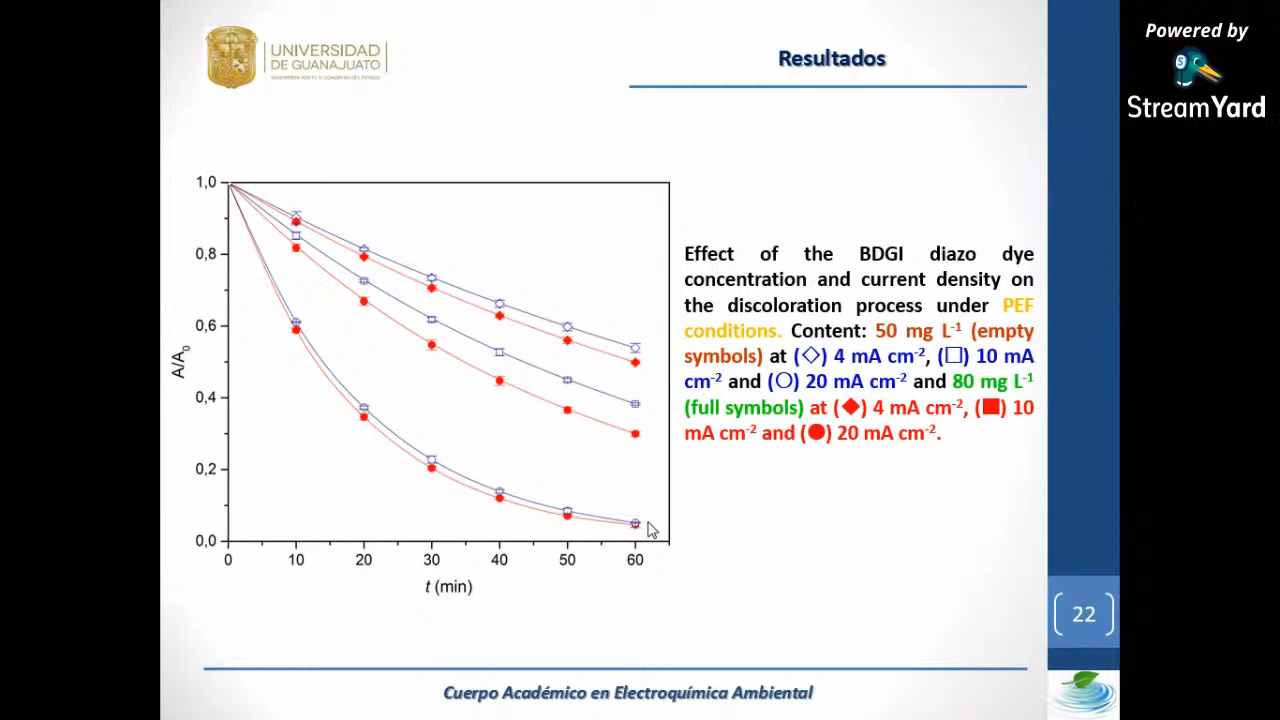 Powered by
StreamYard
UNIVERSIDAD
DE GUANAJUATO
Resultados
1,0
0,8
0,6
0,4
0,2
0,0
A/A0
0 10 20 30 40 50 60
t (min)
Effect of the BDGI diazo dye
concentration and current density on
the discoloration process under PEF
conditions. Content: 50 mg L-1 (empty
symbols) at (◇) 4 mA cm-2, (□) 10 mA
cm-2 and (○) 20 mA cm-2 and 80 mg L-1
(full symbols) at (◆) 4 mA cm-2, (■) 10
mA cm-2 and (●) 20 mA cm-2.
22
Cuerpo Académico en Electroquímica Ambiental